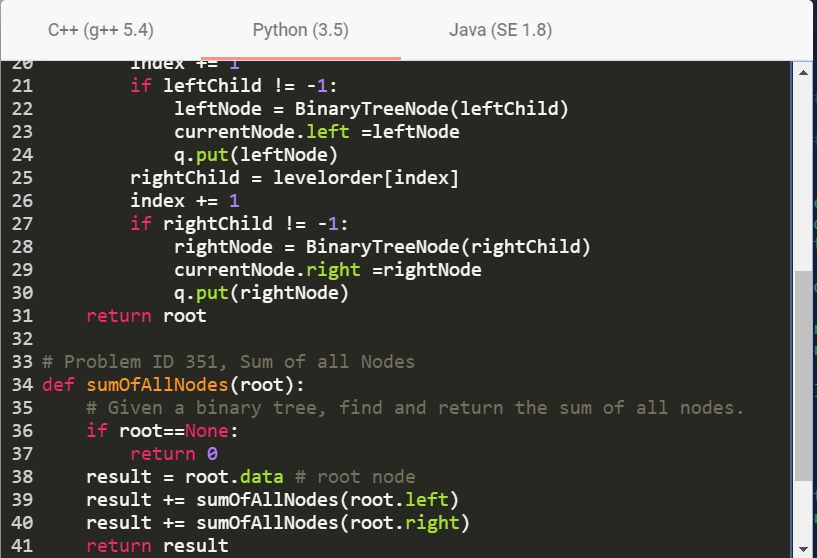 C++ (g++ 5.4) Python (3.5) Java (SE 1.8)
20         index += 1
21         if leftChild != -1:
22             leftNode = BinaryTreeNode(leftChild)
23             currentNode.left =leftNode
24             q.put(leftNode)
25         rightChild = levelorder[index]
26         index += 1
27         if rightChild != -1:
28             rightNode = BinaryTreeNode(rightChild)
29             currentNode.right =rightNode
30             q.put(rightNode)
31     return root
32
33 # Problem ID 351, Sum of all Nodes
34 def sumOfAllNodes(root):
35     # Given a binary tree, find and return the sum of all nodes.
36     if root==None:
37         return 0
38     result = root.data # root node
39     result += sumOfAllNodes(root.left)
40     result += sumOfAllNodes(root.right)
41     return result